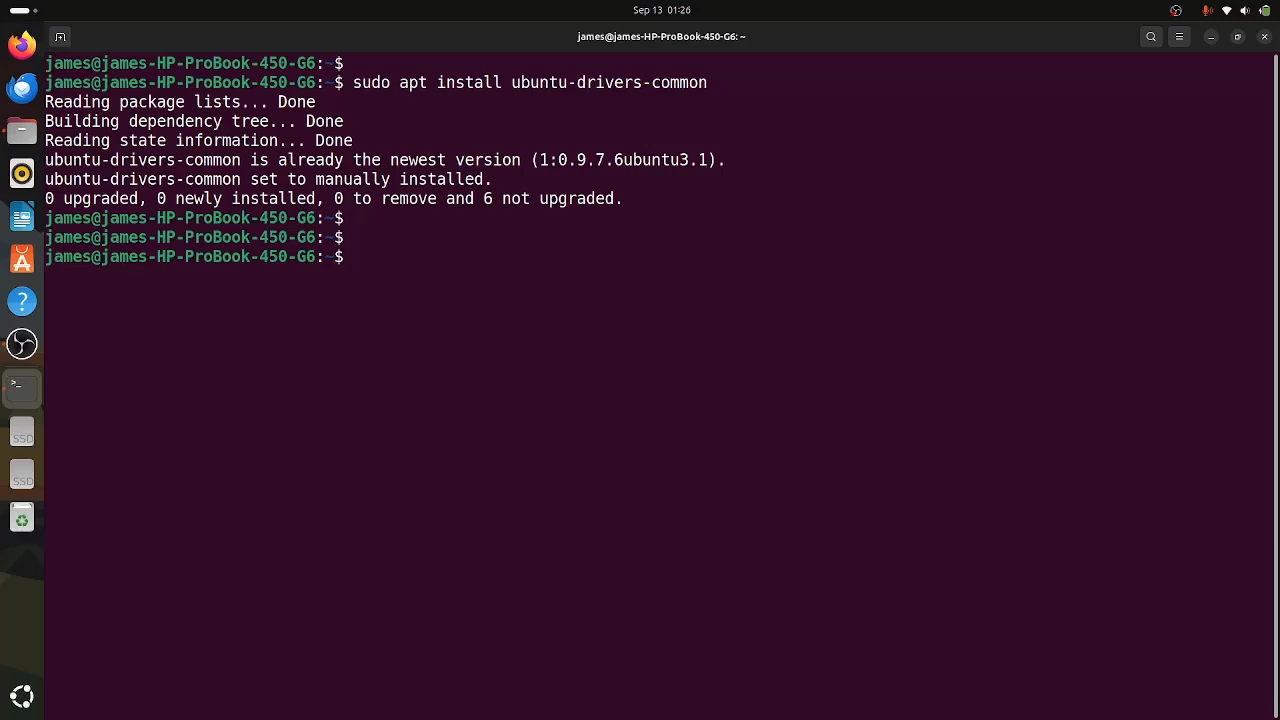 Sep 13 01:26
james@james-HP-ProBook-450-G6: ~
james@james-HP-ProBook-450-G6:~$
james@james-HP-ProBook-450-G6:~$ sudo apt install ubuntu-drivers-common
Reading package lists... Done
Building dependency tree... Done
Reading state information... Done
ubuntu-drivers-common is already the newest version (1:0.9.7.6ubuntu3.1).
ubuntu-drivers-common set to manually installed.
0 upgraded, 0 newly installed, 0 to remove and 6 not upgraded.
james@james-HP-ProBook-450-G6:~$
james@james-HP-ProBook-450-G6:~$
james@james-HP-ProBook-450-G6:~$
?
>_
SSD
SSD